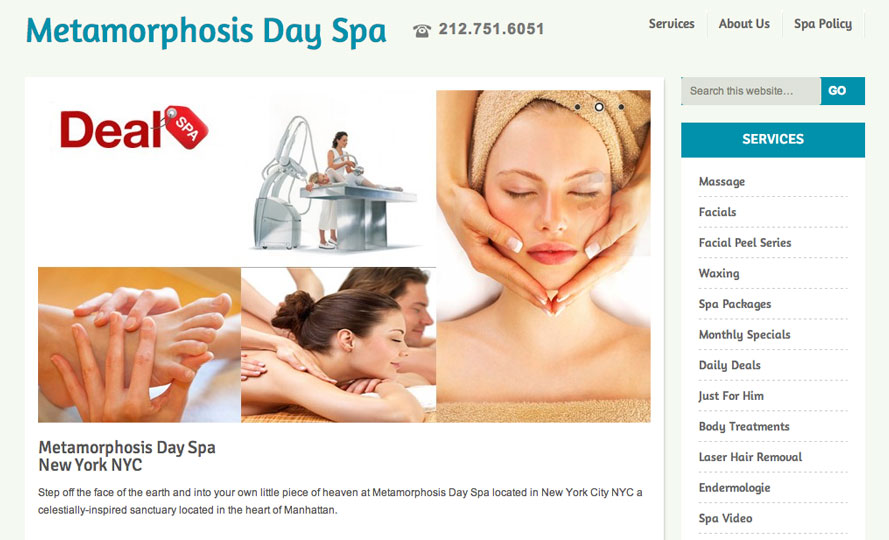 Metamorphosis Day Spa
212.751.6051
Services
About Us
Spa Policy
Deal SPA
Search this website...
GO
SERVICES
Massage
Facials
Facial Peel Series
Waxing
Spa Packages
Monthly Specials
Daily Deals
Just For Him
Body Treatments
Laser Hair Removal
Endermologie
Spa Video
Metamorphosis Day Spa
New York NYC
Step off the face of the earth and into your own little piece of heaven at Metamorphosis Day Spa located in New York City NYC a
celestially-inspired sanctuary located in the heart of Manhattan.